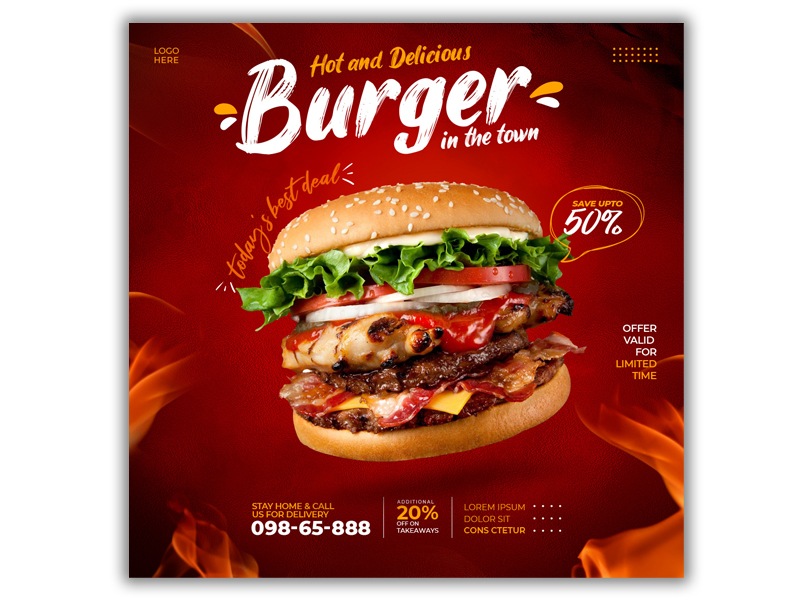 LOGO
HERE
Hot and Delicious
Burger
in the town
today's best deal
SAVE UPTO
50%
OFFER
VALID
FOR
LIMITED
TIME
STAY HOME & CALL
US FOR DELIVERY
098-65-888
ADDITIONAL
20%
OFF ON
TAKEAWAYS
LOREM IPSUM
DOLOR SIT
CONS CTETUR